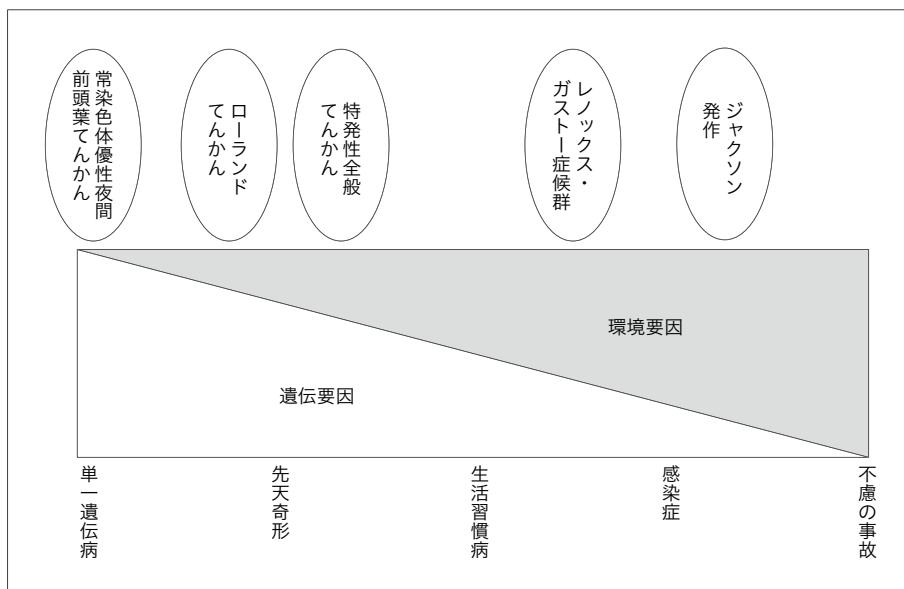 常染色体優性夜間
前頭葉てんかん
ローランド
てんかん
特発性全般
てんかん
レノックス・
ガストー症候群
ジャクソン
発作
環境要因
遺伝要因
単一遺伝病
先天奇形
生活習慣病
感染症
不慮の事故